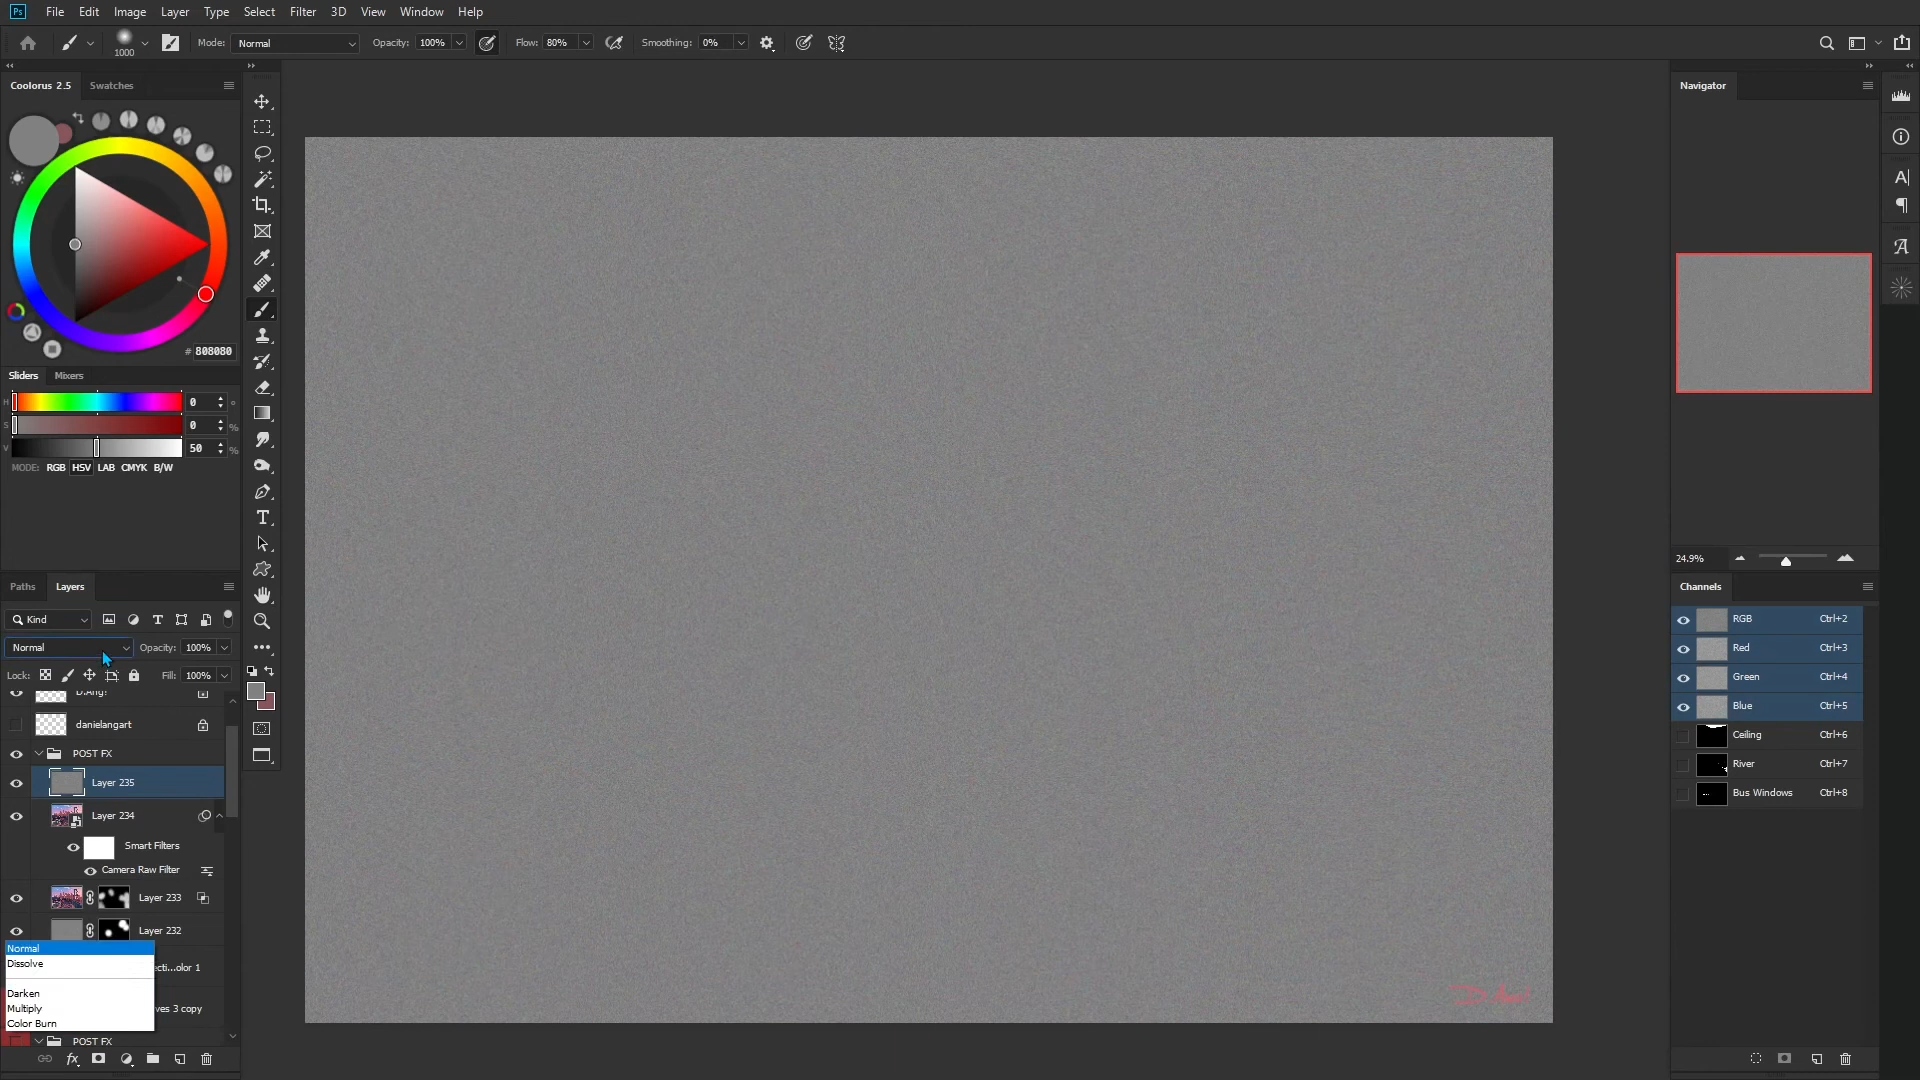 Ps File Edit Image Layer Type Select Filter 3D View Window Help
1000 Mode: Normal Opacity: 100% Flow: 80% Smoothing: 0%
Coolorus 2.5 Swatches
# 808080
Sliders Mixers
H 0 °
S 0 %
V 50 %
MODE: RGB HSV LAB CMYK B/W
Paths Layers
Kind
Normal Opacity: 100%
Lock: Fill: 100%
D.Ang!
danielangart
POST FX
Layer 235
Layer 234
Smart Filters
Camera Raw Filter
Layer 233
Layer 232
Normal
Dissolve
Darken
Multiply
Color Burn
ecti...olor 1
ves 3 copy
POST FX
fx
Navigator
24.9%
Channels
RGB Ctrl+2
Red Ctrl+3
Green Ctrl+4
Blue Ctrl+5
Ceiling Ctrl+6
River Ctrl+7
Bus Windows Ctrl+8